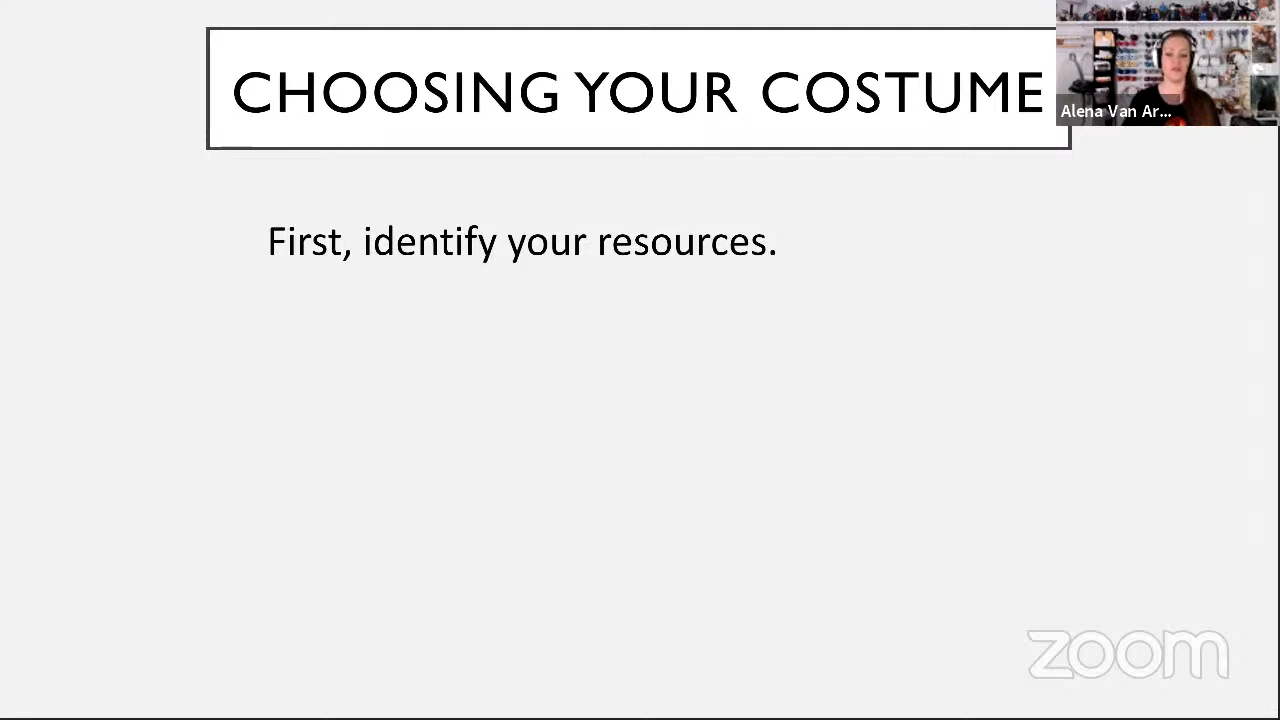 CHOOSING YOUR COSTUME
Alena Van Ar...
First, identify your resources.
zoom